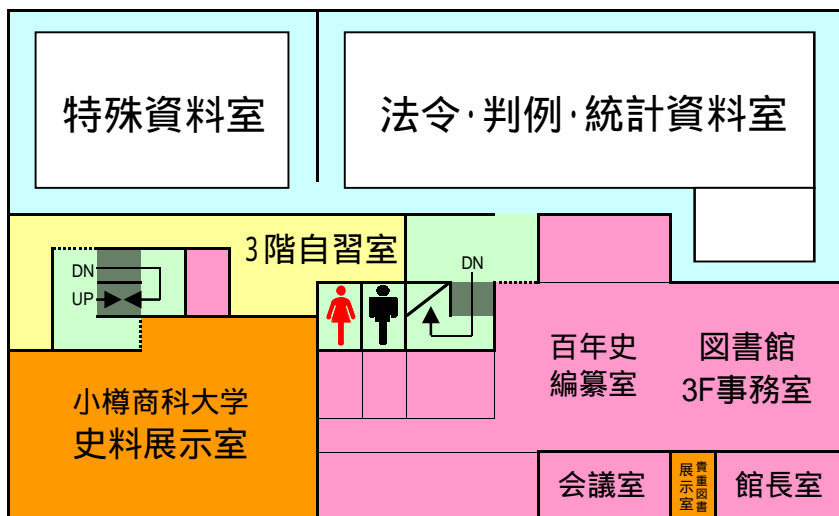 特殊資料室
法令・判例・統計資料室
3階自習室
DN
UP
DN
百年史
編纂室
図書館
3F事務室
小樽商科大学
史料展示室
会議室
貴重図書
展示室
館長室